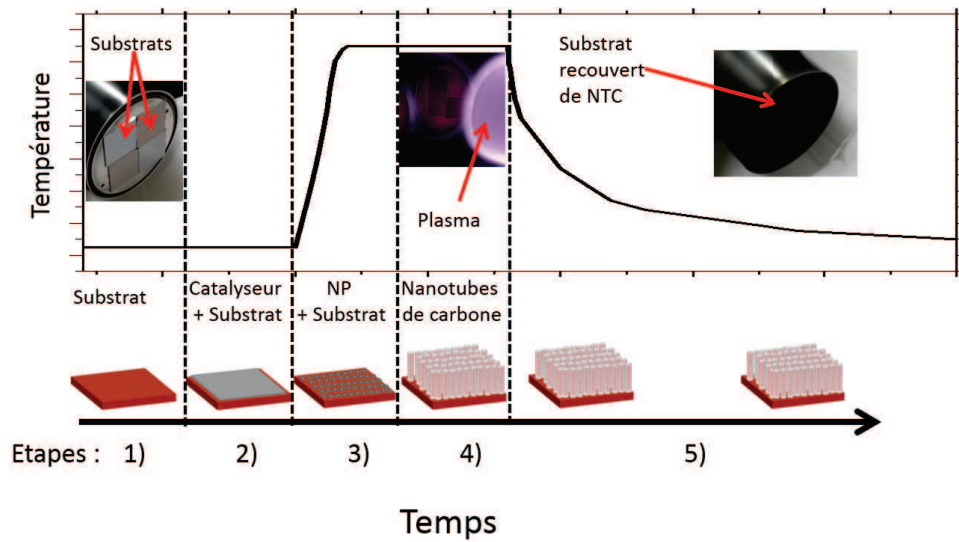 Température
Substrats
Plasma
Substrat
recouvert
de NTC
Substrat
Catalyseur
+ Substrat
NP
+ Substrat
Nanotubes
de carbone
Etapes : 1) 2) 3) 4) 5)
Temps